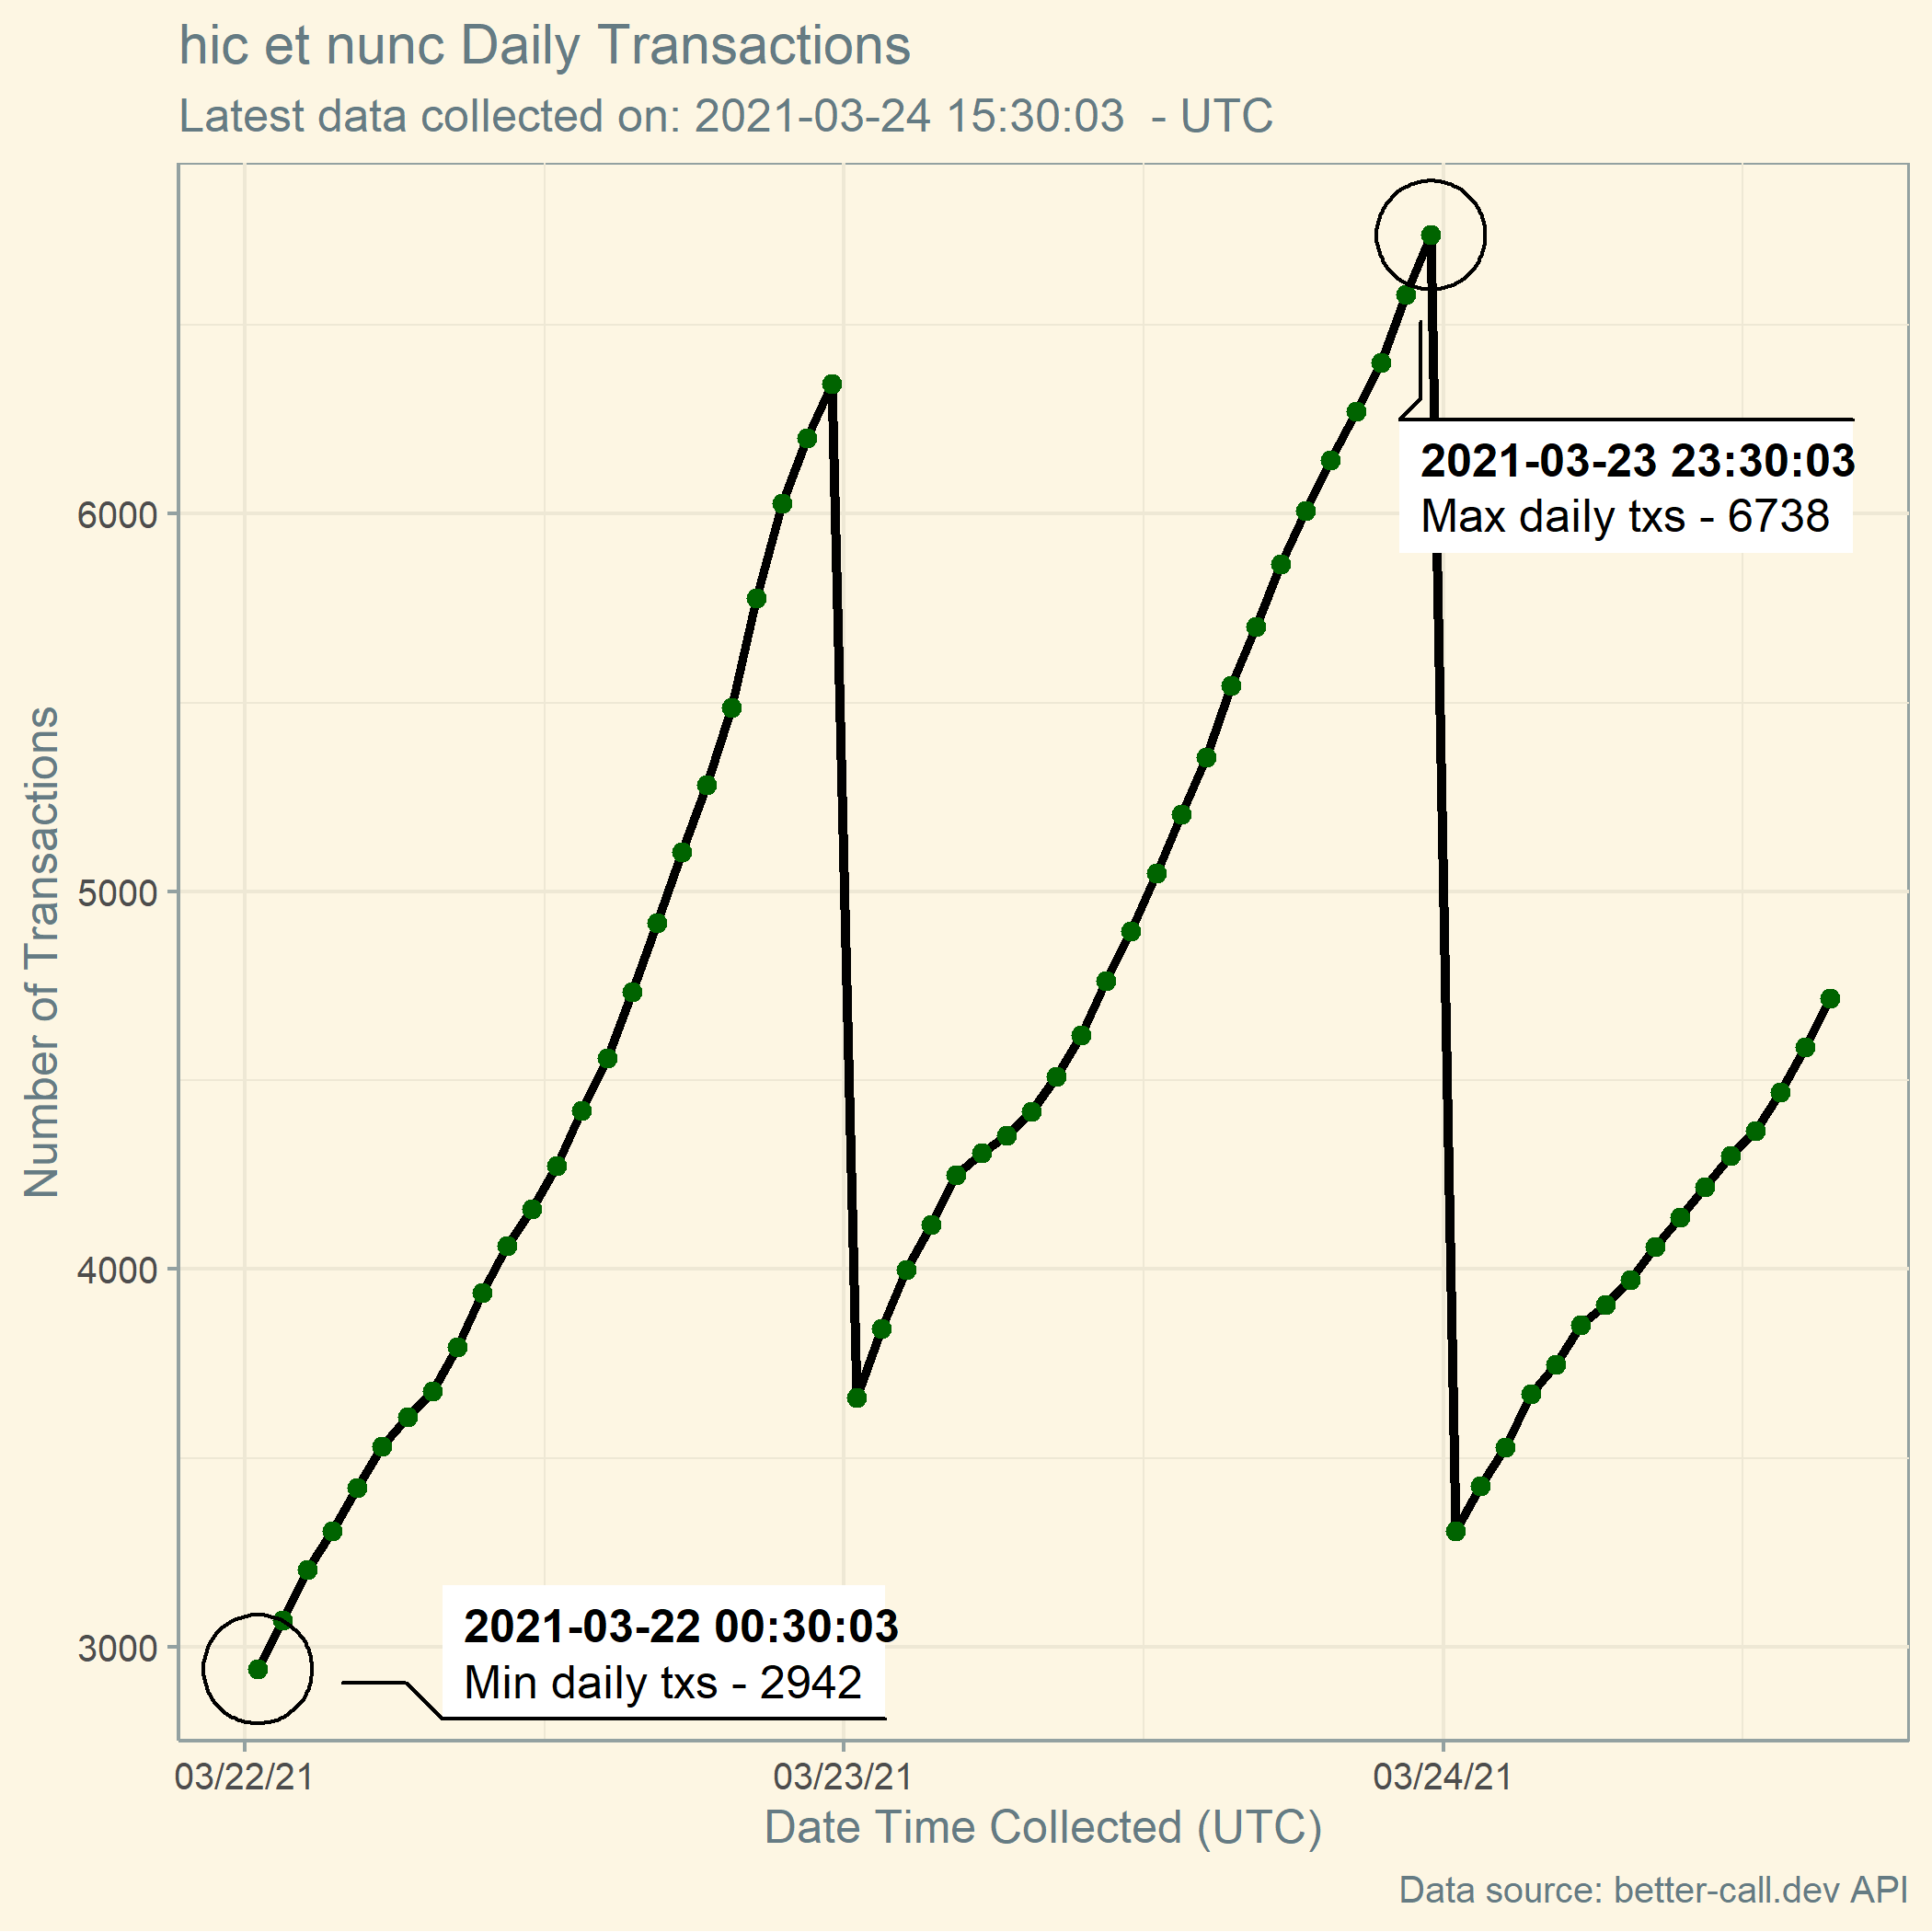 hic et nunc Daily Transactions
Latest data collected on: 2021-03-24 15:30:03  - UTC
Number of Transactions
6000
5000
4000
3000
2021-03-23 23:30:03
Max daily txs - 6738
2021-03-22 00:30:03
Min daily txs - 2942
03/22/21
03/23/21
03/24/21
Date Time Collected (UTC)
Data source: better-call.dev API